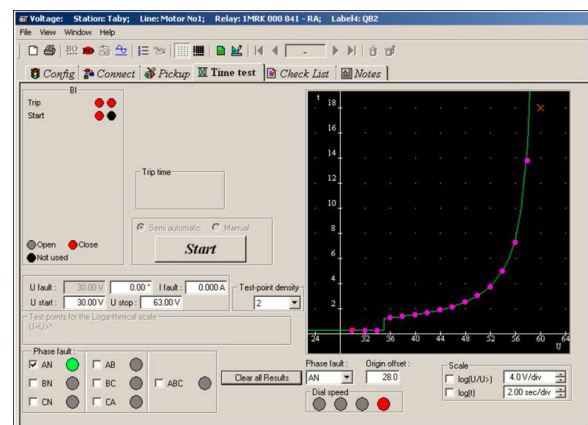 Voltage: Station: Taby; Line: Motor No1; Relay: 1MRK 000 841 - RA; Label4: QB2
File View Window Help
-
Config Connect Pickup Time test Check List Notes
BI
Trip
Start
Open Close
Not used
Trip time
Semi automatic Manual
Start
U fault : 30.00 V 0.00 ° I fault : 0.000 A
U start : 30.00 V U stop : 63.00 V
Test-point density
2
Test-points for the Logarithmical scale
Phase fault :
AN AB
BN BC ABC
CN CA
Clear all Results
t
18
16
14
12
10
8
6
4
2
24 28 32 36 40 44 48 52 56 60 64
U
Phase fault : Origin offset :
AN 28.0
Dial speed
Scale
log(U/U>) 4.0 V/div
log(t) 2.00 sec/div